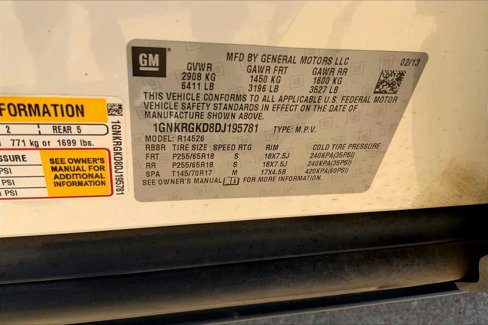 GM
MFD BY GENERAL MOTORS LLC
02/13
GVWR GAWR FRT GAWR RR
2908 KG 1450 KG 1600 KG
6411 LB 3196 LB 3527 LB
THIS VEHICLE CONFORMS TO ALL APPLICABLE U.S. FEDERAL MOTOR
VEHICLE SAFETY STANDARDS IN EFFECT ON THE DATE OF
MANUFACTURE SHOWN ABOVE.
1GNKRGKD8DJ195781 TYPE: M.P.V.
MODEL: R14526
TIRE SIZE SPEED RTG RIM COLD TIRE PRESSURE
FRT P255/65R18 S 18X7.5J 240KPA(35PSI)
RR P255/65R18 S 18X7.5J 240KPA(35PSI)
SPA T145/70R17 M 17X4.5B 420KPA(60PSI)
SEE OWNER'S MANUAL FOR MORE INFORMATION.
FORMATION
2 REAR 5
771 kg or 1699 lbs.
SSURE
PSI
PSI
PSI
SEE OWNER'S
MANUAL FOR
ADDITIONAL
INFORMATION
1GNKRGKD8DJ195781